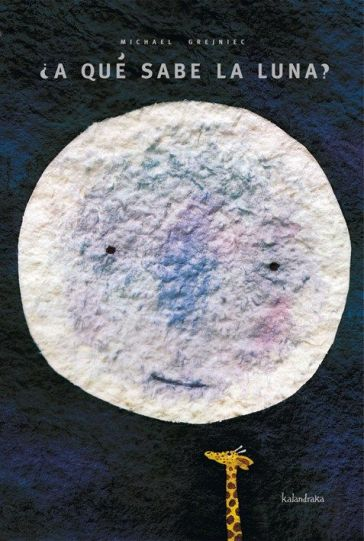 MICHAEL GREJNIEC
¿A QUÉ SABE LA LUNA?
kalandraka